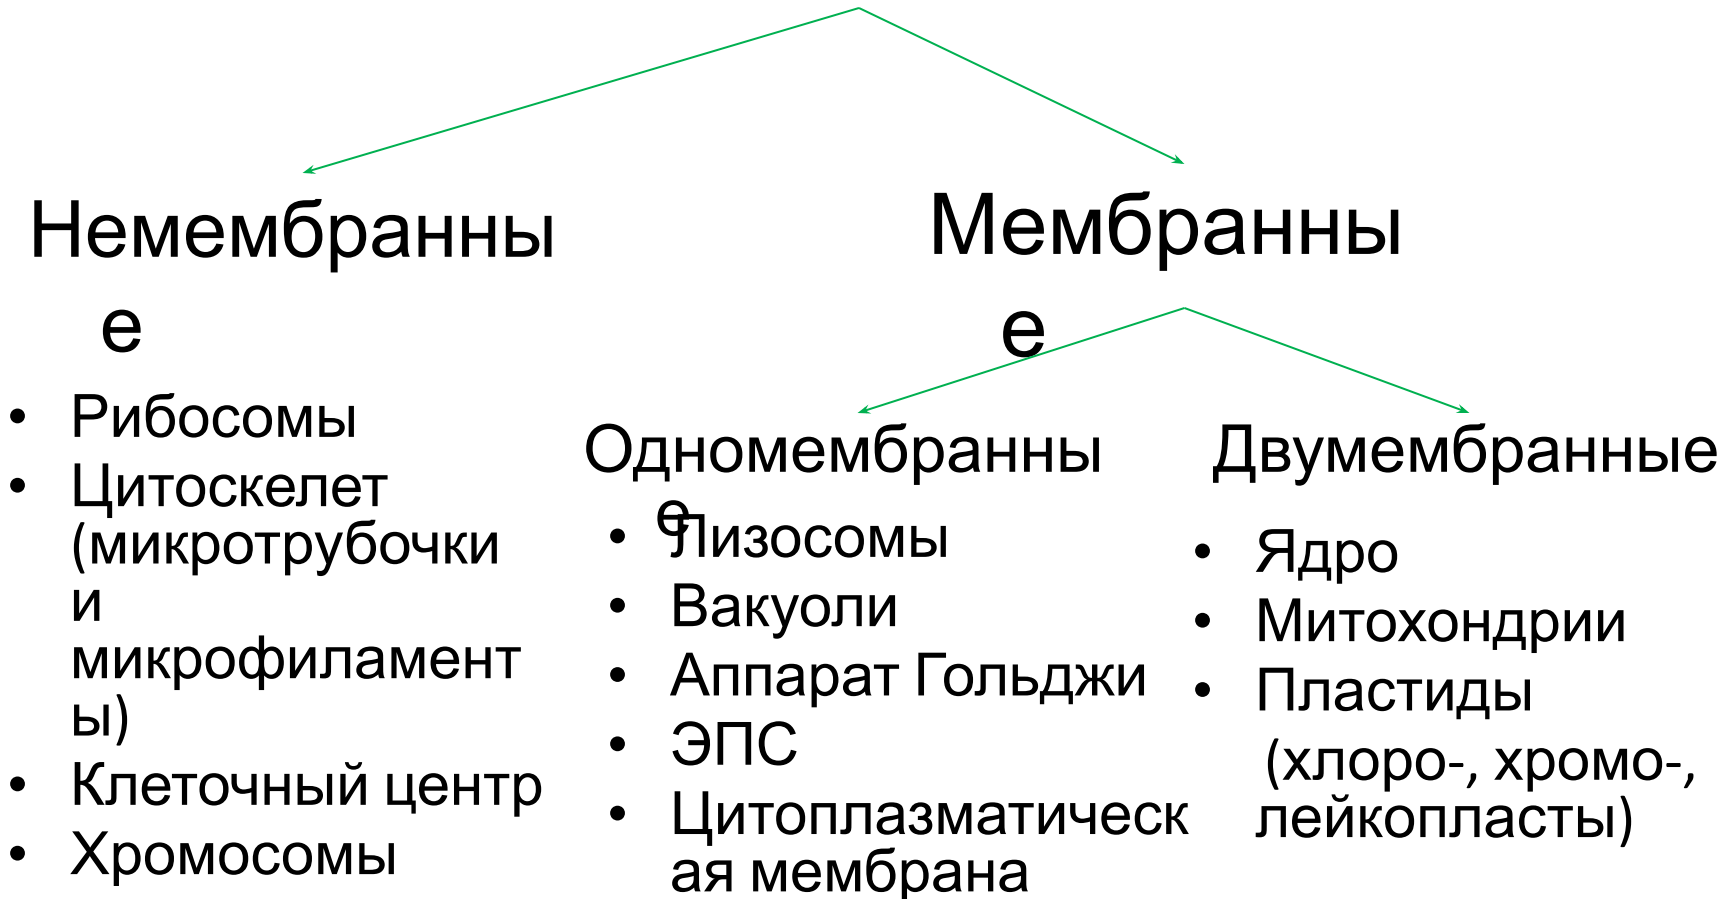 Немембранны
е
• Рибосомы
• Цитоскелет
(микротрубочки
и
микрофиламент
ы)
• Клеточный центр
• Хромосомы
Мембранны
е
Одномембранны
е
• Лизосомы
• Вакуоли
• Аппарат Гольджи
• ЭПС
• Цитоплазматическ
ая мембрана
Двумембранные
• Ядро
• Митохондрии
• Пластиды
(хлоро-, хромо-,
лейкопласты)